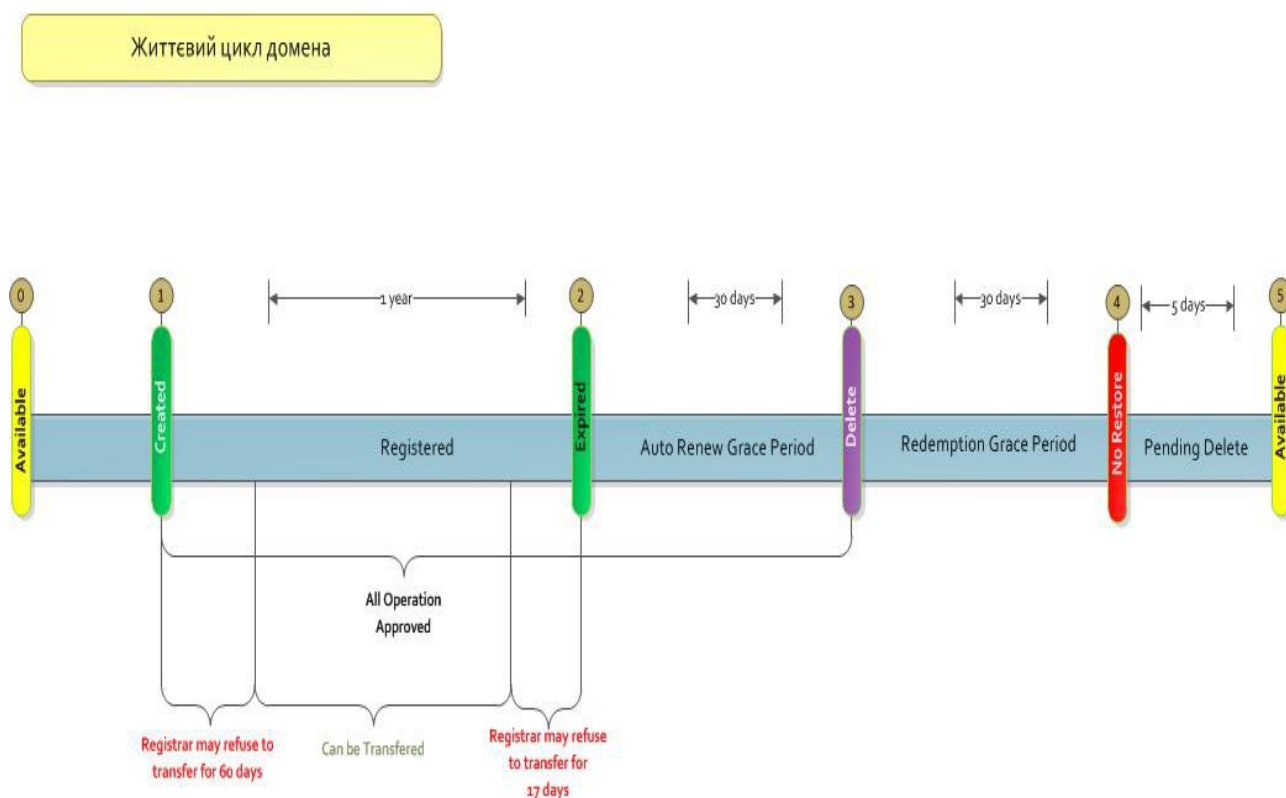 Життєвий цикл домена
0
1
1 year
2
30 days
3
30 days
4
5 days
5
Available
Created
Registered
Expired
Auto Renew Grace Period
Delete
Redemption Grace Period
No Restore
Pending Delete
Available
All Operation
Approved
Registrar may refuse to
transfer for 60 days
Can be Transfered
Registrar may refuse
to transfer for
17 days